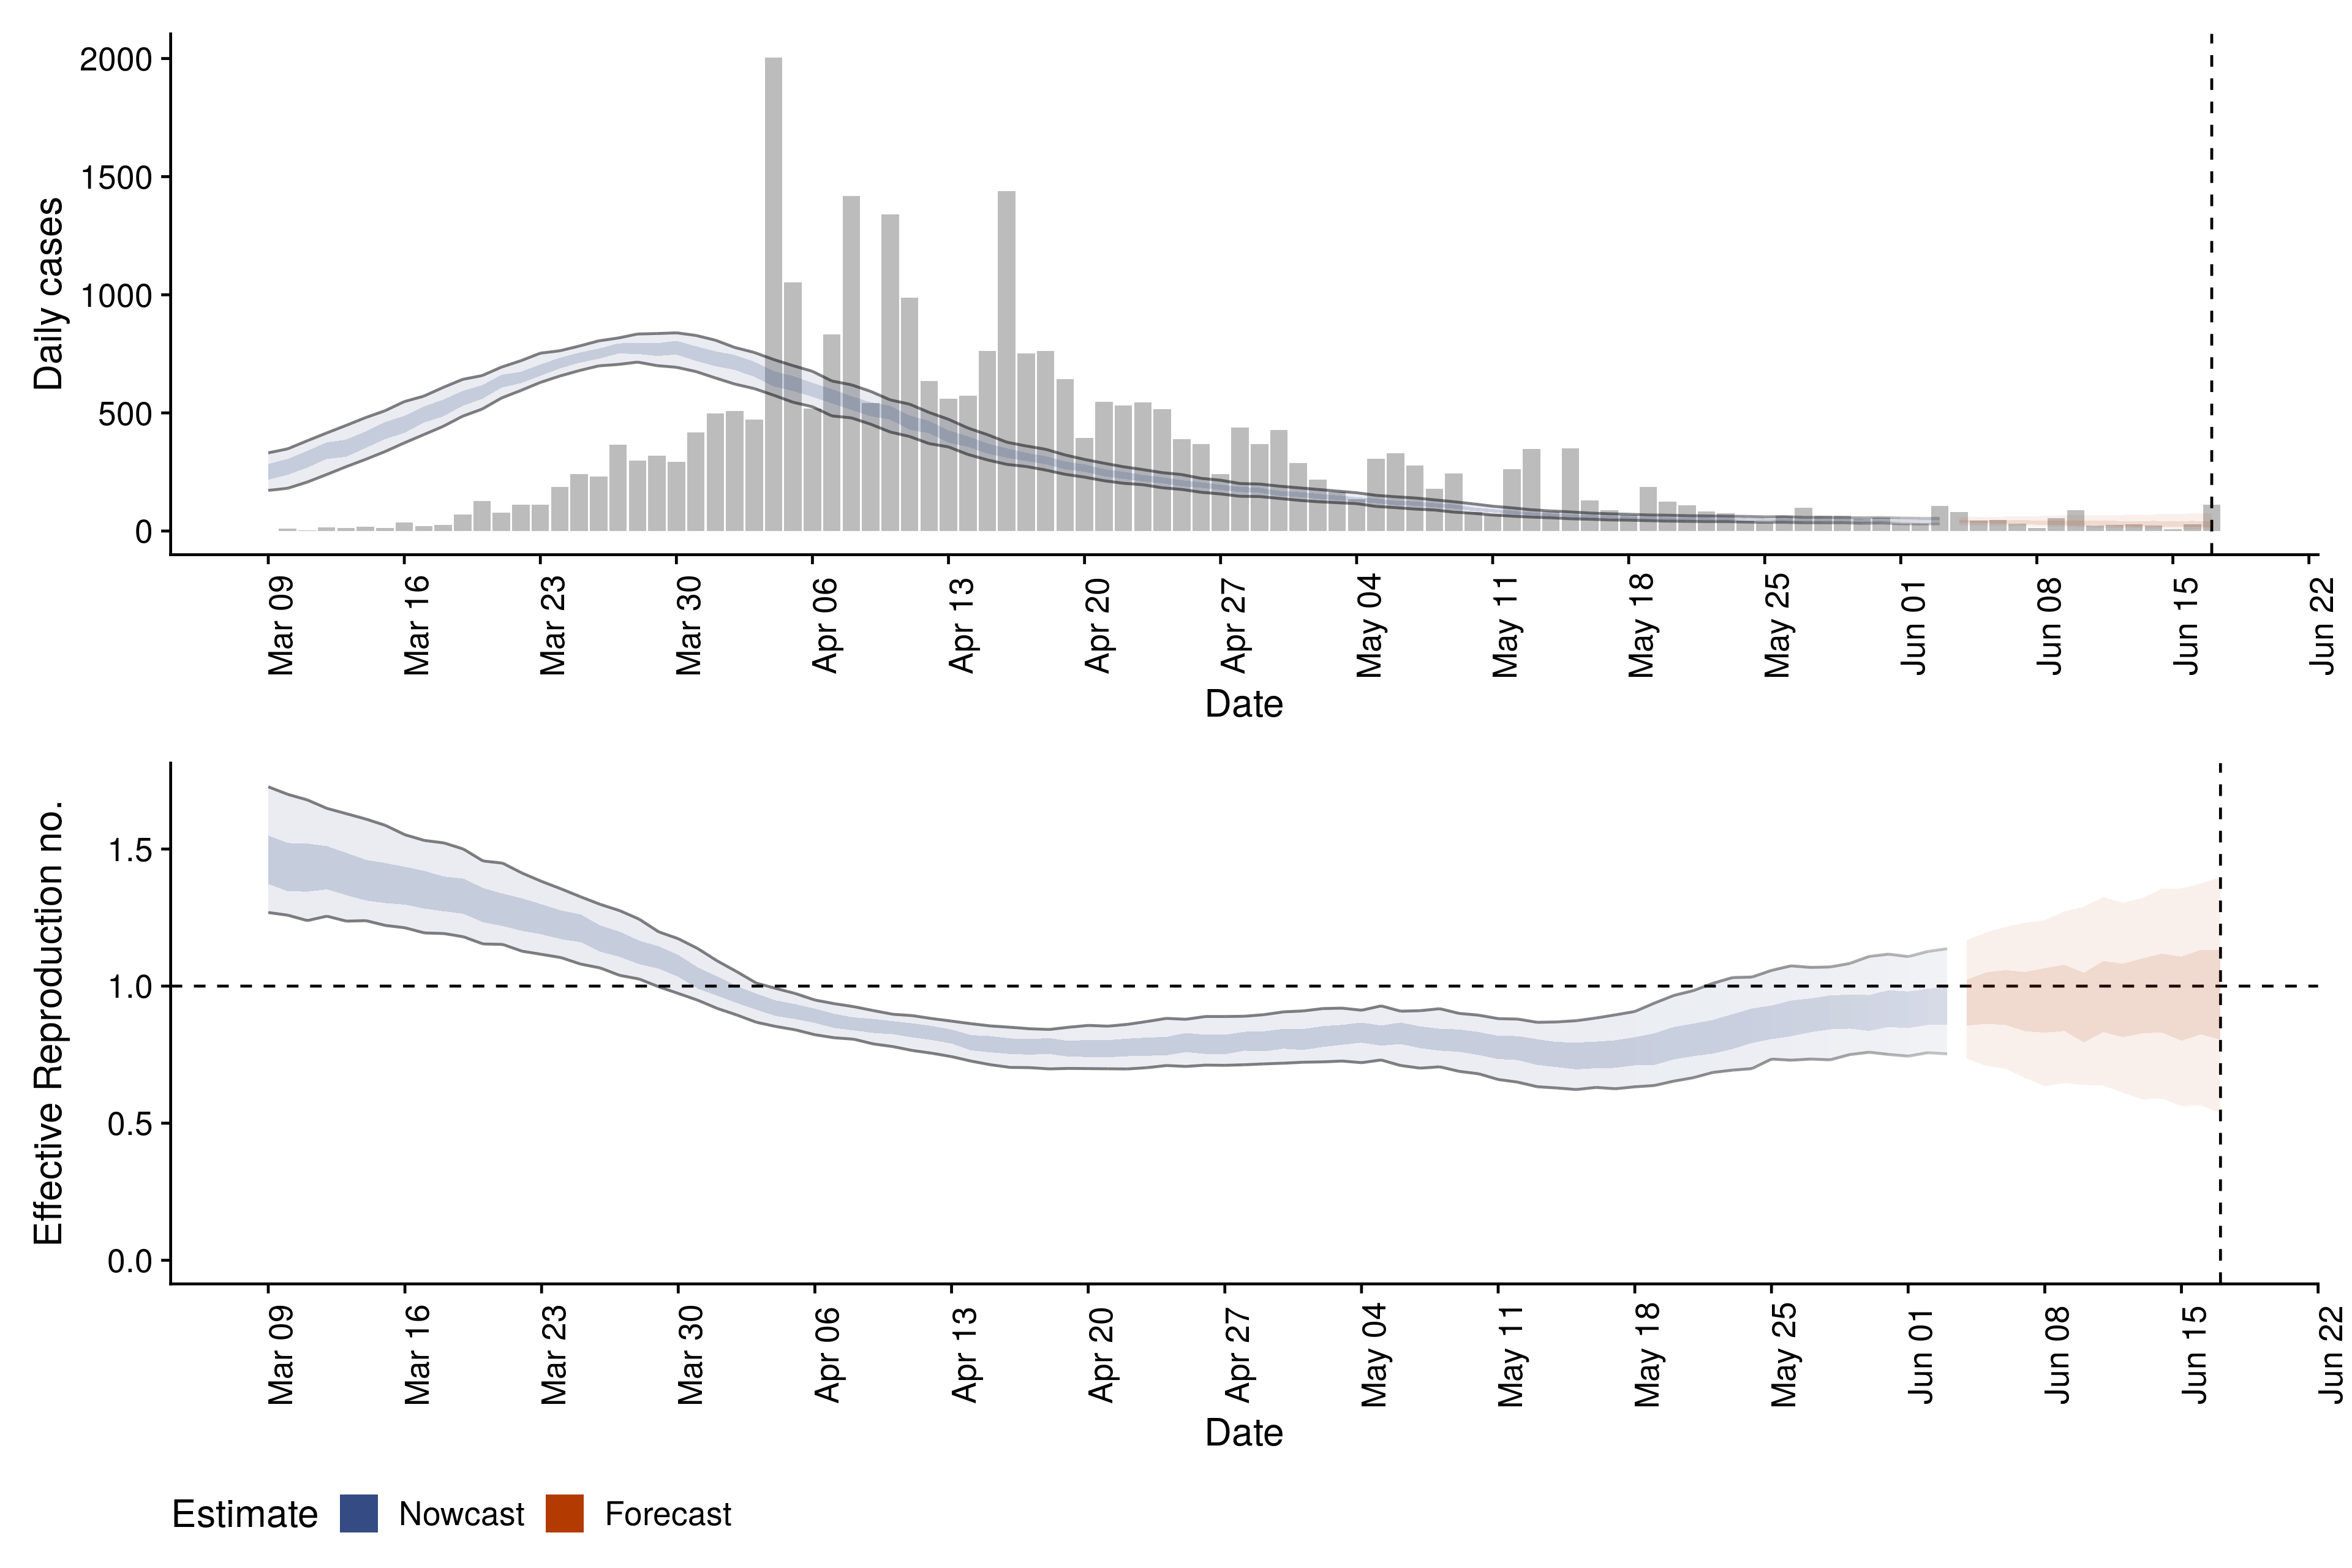 Daily cases
2000
1500
1000
500
0
Mar 09
Mar 16
Mar 23
Mar 30
Apr 06
Apr 13
Apr 20
Apr 27
May 04
May 11
May 18
May 25
Jun 01
Jun 08
Jun 15
Jun 22
Date
Effective Reproduction no.
1.5
1.0
0.5
0.0
Mar 09
Mar 16
Mar 23
Mar 30
Apr 06
Apr 13
Apr 20
Apr 27
May 04
May 11
May 18
May 25
Jun 01
Jun 08
Jun 15
Jun 22
Date
Estimate Nowcast Forecast